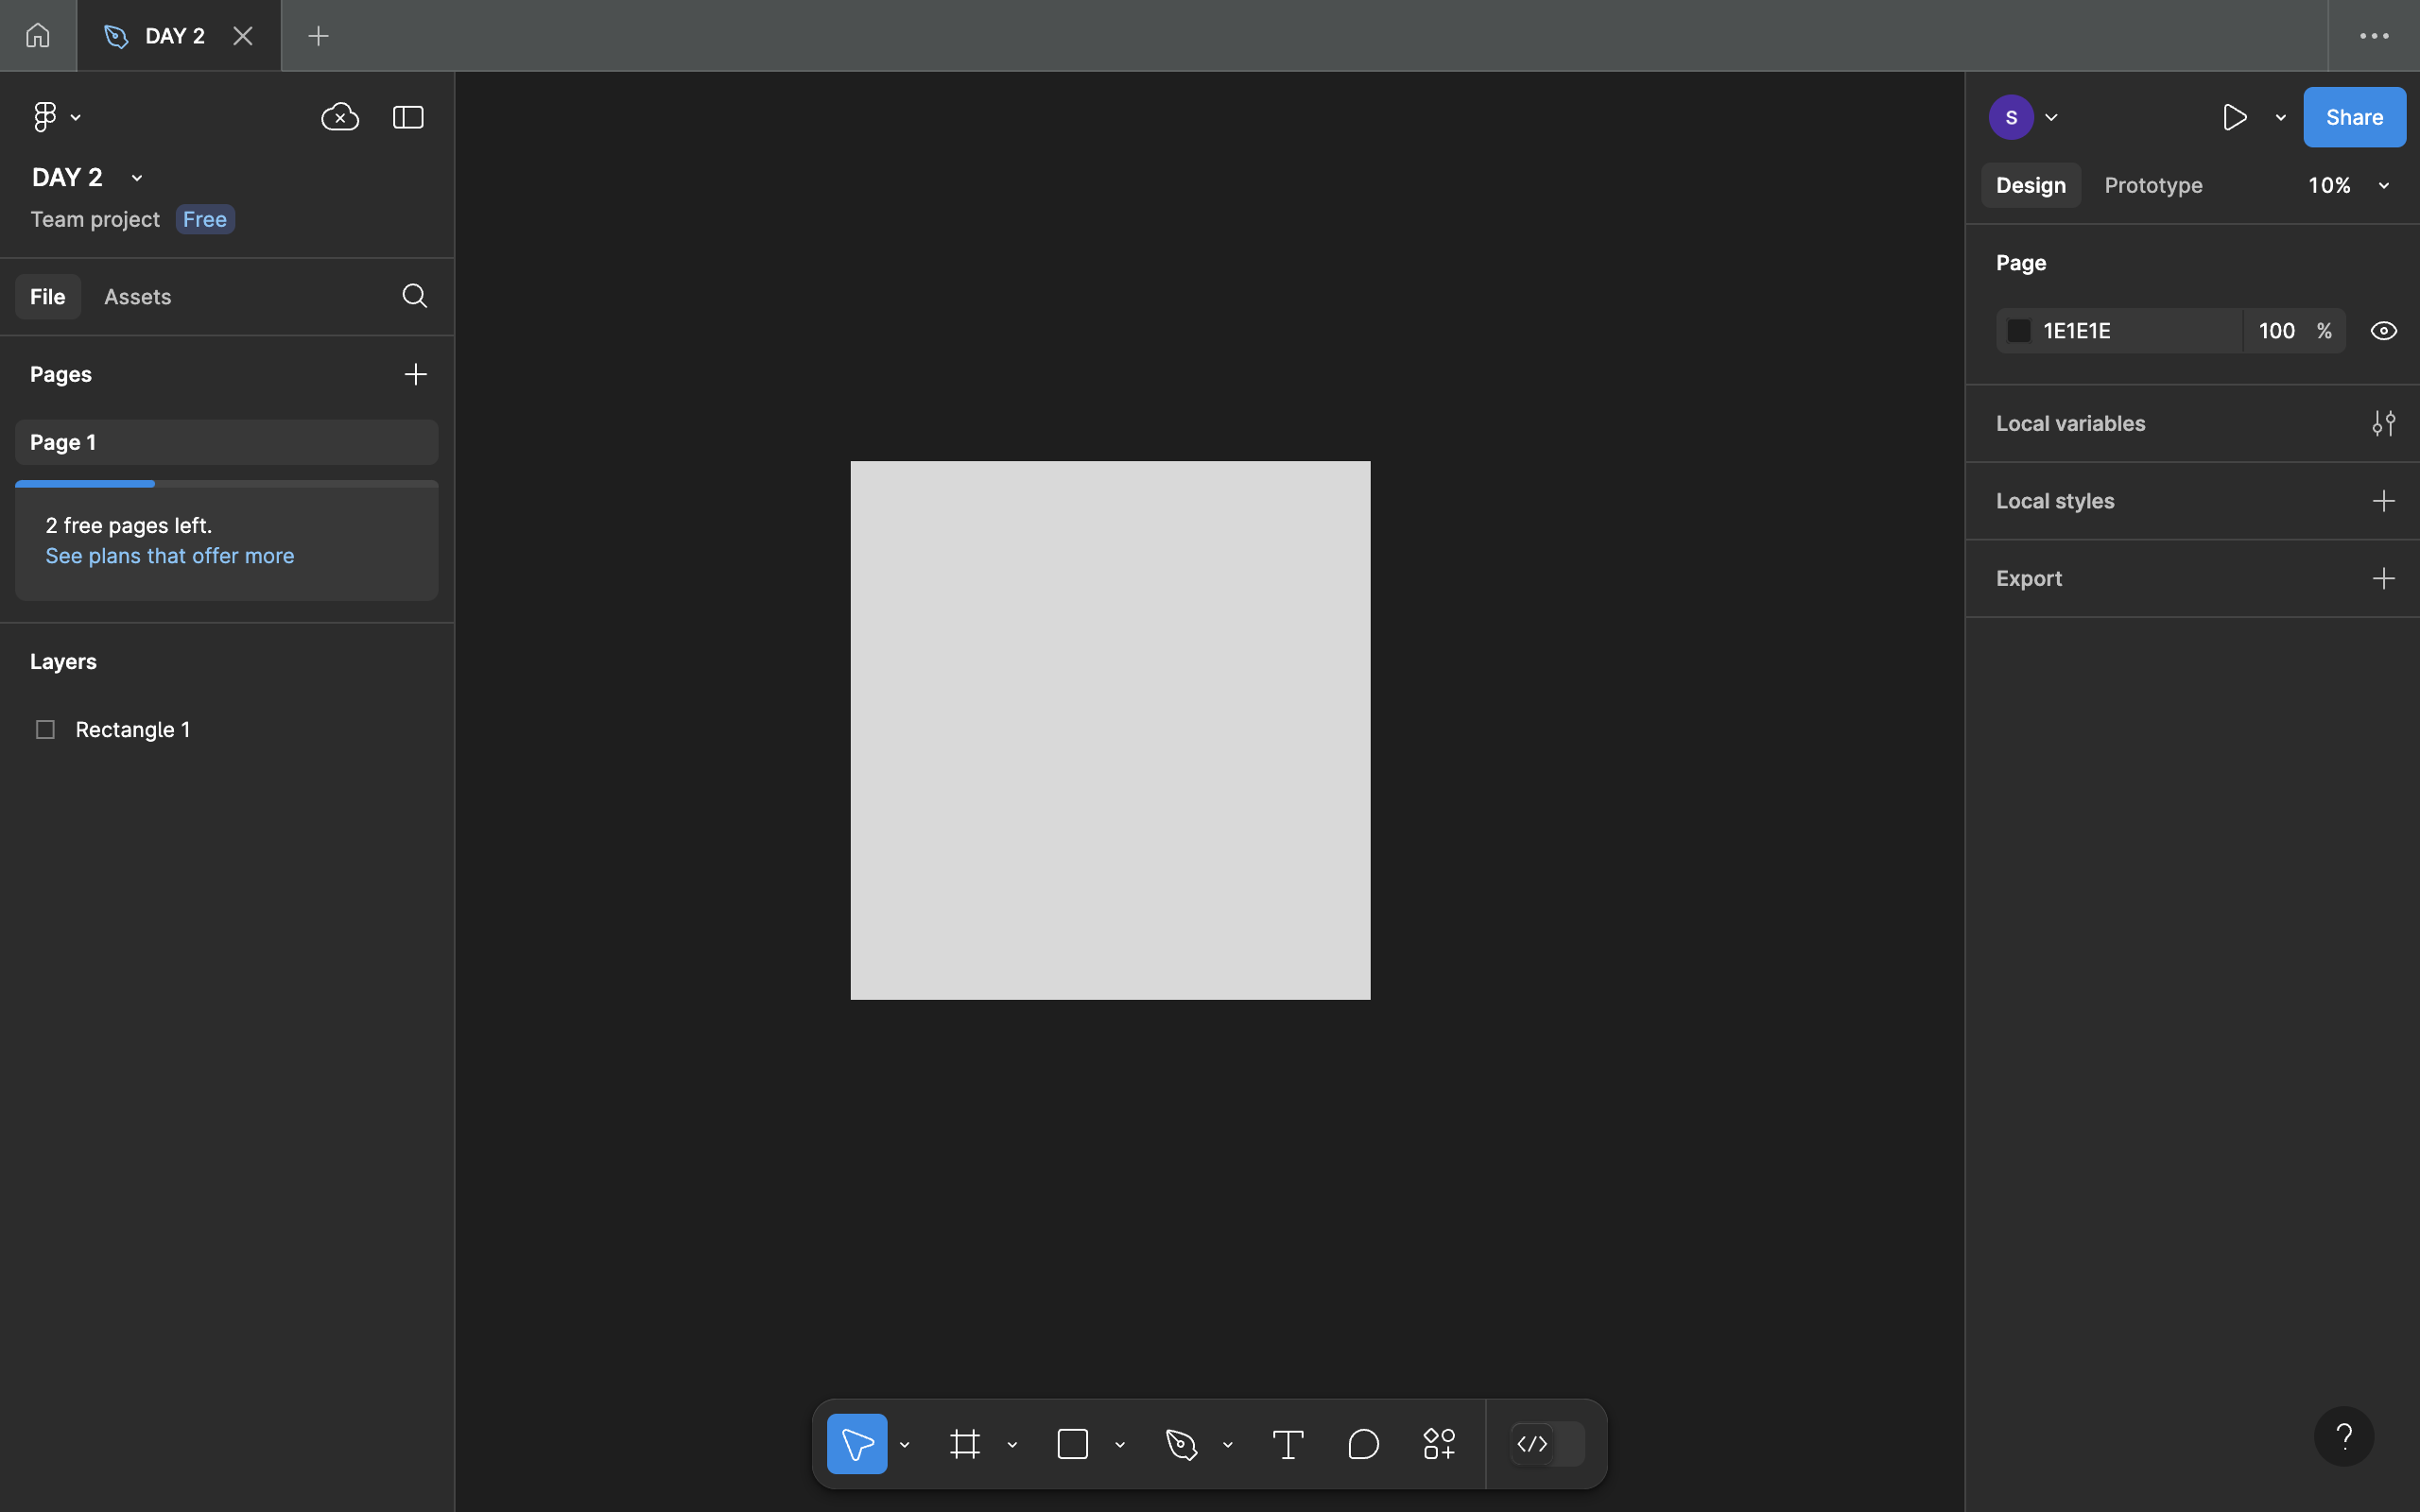 DAY 2
DAY 2
Team project Free
File Assets
Pages
Page 1
2 free pages left.
See plans that offer more
Layers
Rectangle 1
S
Share
Design Prototype 10%
Page
1E1E1E 100 %
Local variables
Local styles
Export
?